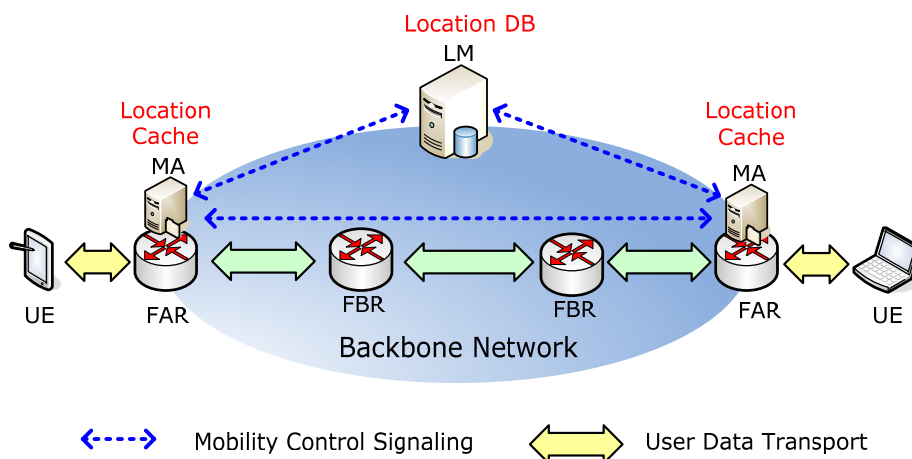 Location DB
LM
Location
Cache
MA
Location
Cache
MA
UE
FAR
FBR
FBR
FAR
UE
Backbone Network
Mobility Control Signaling
User Data Transport